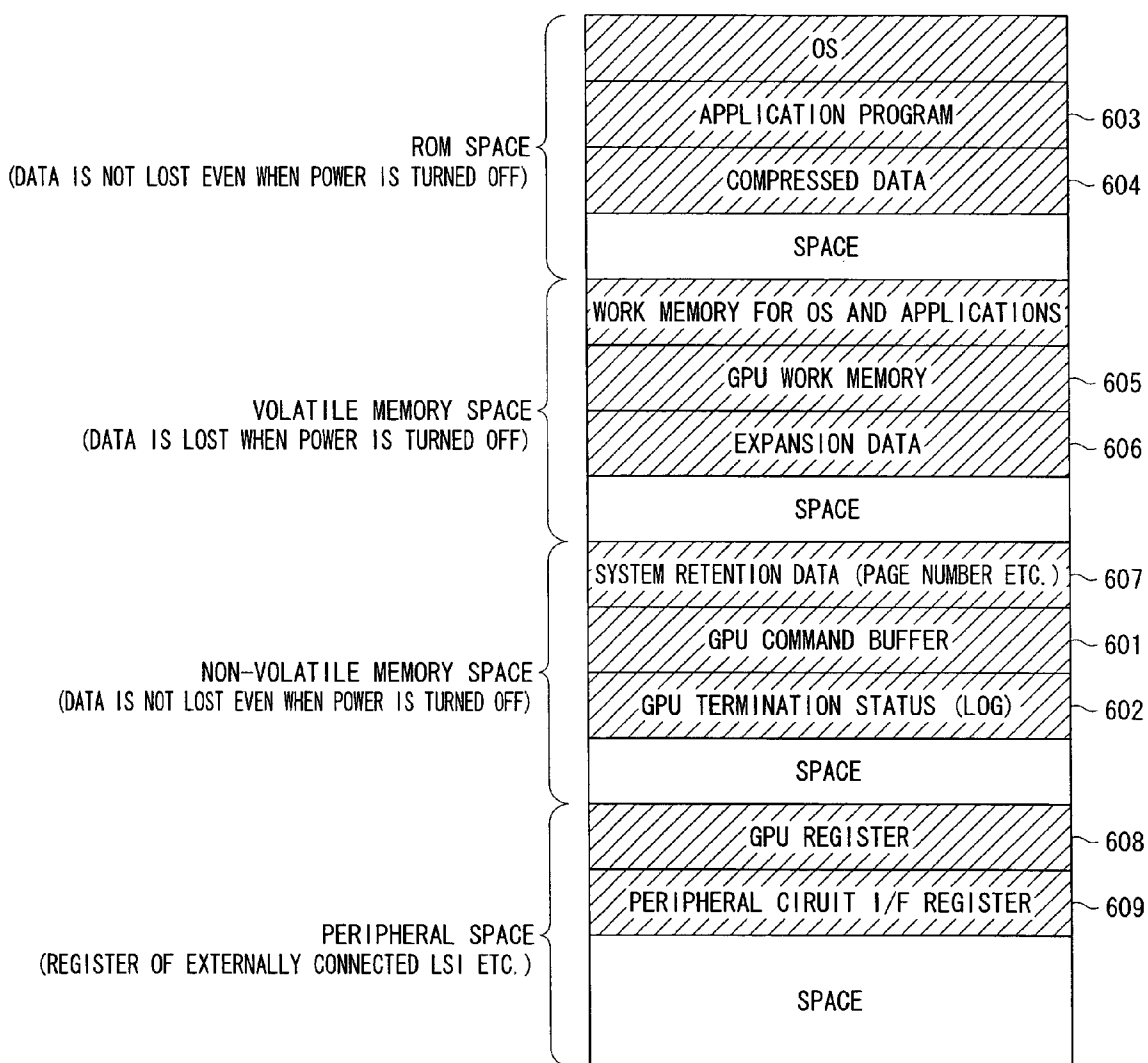 OS
APPLICATION PROGRAM
603
ROM SPACE
(DATA IS NOT LOST EVEN WHEN POWER IS TURNED OFF)
COMPRESSED DATA
604
SPACE
WORK MEMORY FOR OS AND APPLICATIONS
GPU WORK MEMORY
605
VOLATILE MEMORY SPACE
(DATA IS LOST WHEN POWER IS TURNED OFF)
EXPANSION DATA
606
SPACE
SYSTEM RETENTION DATA (PAGE NUMBER ETC.)
607
GPU COMMAND BUFFER
601
NON-VOLATILE MEMORY SPACE
(DATA IS NOT LOST EVEN WHEN POWER IS TURNED OFF)
GPU TERMINATION STATUS (LOG)
602
SPACE
GPU REGISTER
608
PERIPHERAL CIRUIT I/F REGISTER
609
PERIPHERAL SPACE
(REGISTER OF EXTERNALLY CONNECTED LSI ETC.)
SPACE